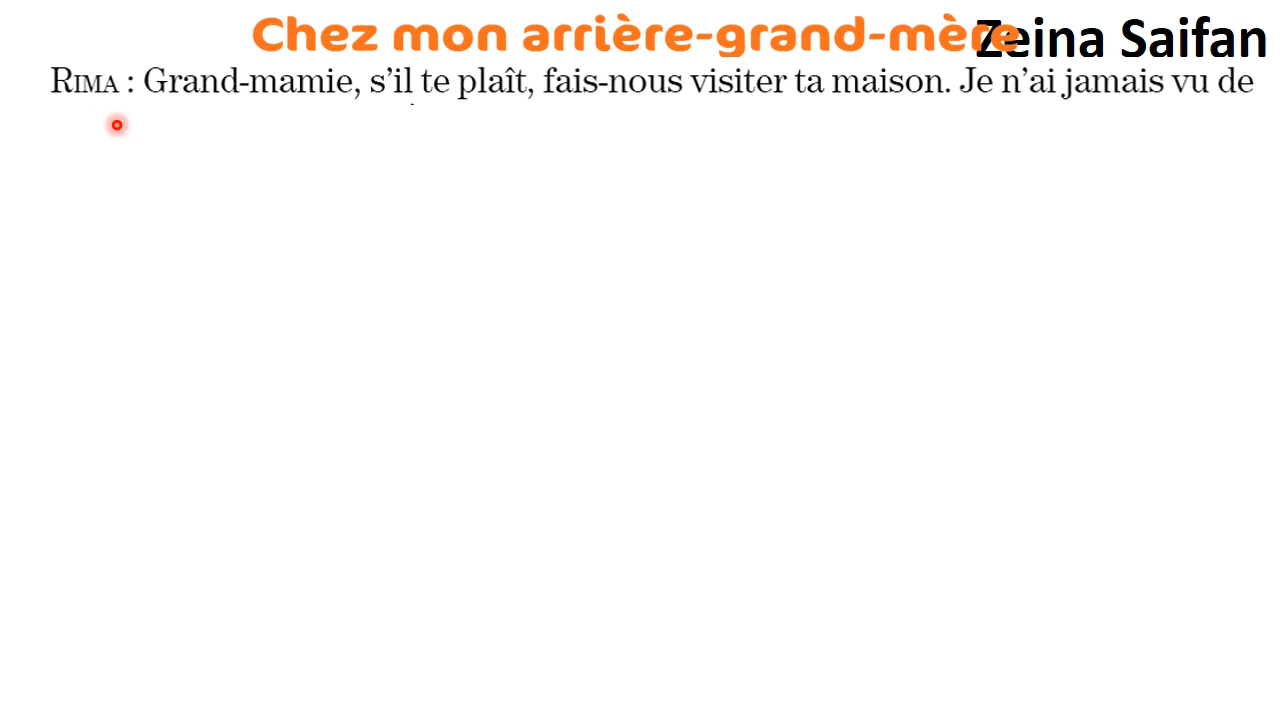 Chez mon arrière-grand-mère
Zeina Saifan
RIMA : Grand-mamie, s'il te plaît, fais-nous visiter ta maison. Je n'ai jamais vu de